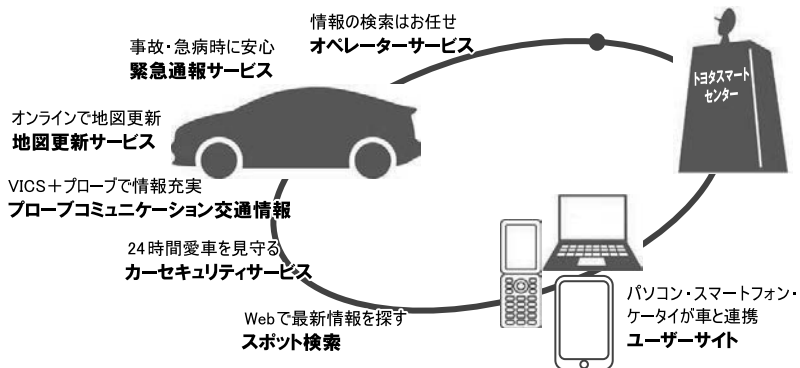 情報の検索はお任せ
オペレーターサービス
事故・急病時に安心
緊急通報サービス
トヨタスマート
センター
オンラインで地図更新
地図更新サービス
VICS＋プローブで情報充実
プローブコミュニケーション交通情報
24時間愛車を見守る
カーセキュリティサービス
Webで最新情報を探す
スポット検索
パソコン・スマートフォン・
ケータイが車と連携
ユーザーサイト